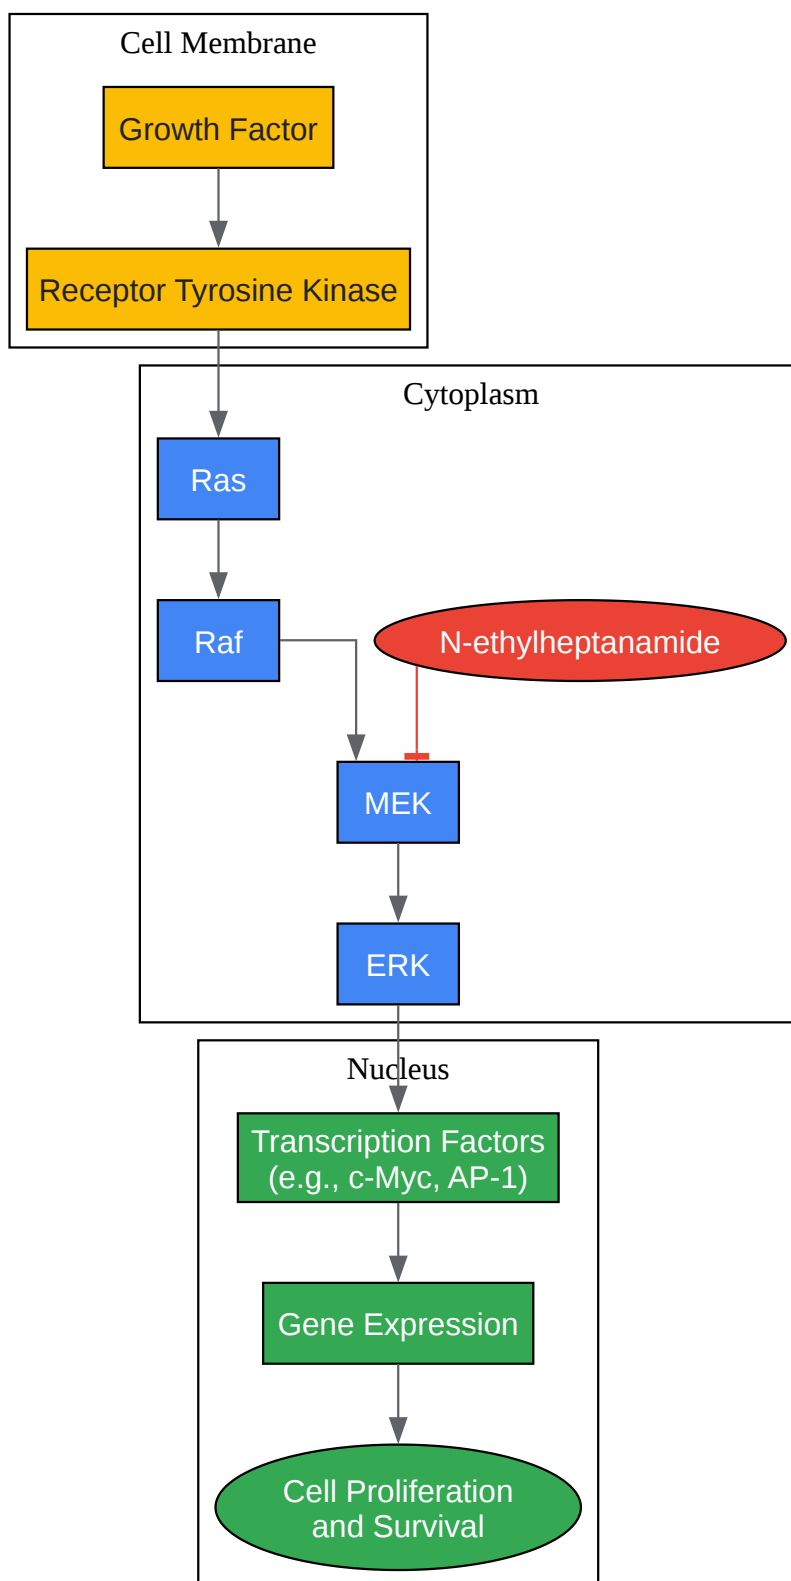 Cell Membrane
Growth Factor
Receptor Tyrosine Kinase
Cytoplasm
Ras
Raf
N-ethylheptanamide
MEK
ERK
Nucleus
Transcription Factors
(e.g., c-Myc, AP-1)
Gene Expression
Cell Proliferation
and Survival